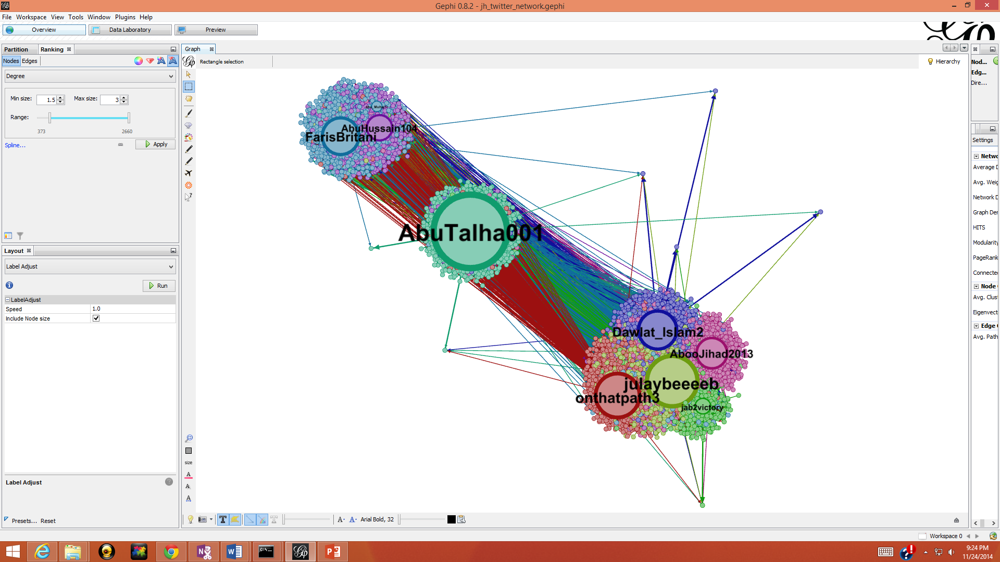 Gephi 0.8.2 - jh_twitter_network.gephi
File Workspace View Tools Window Plugins Help
Overview Data Laboratory Preview
Partition Ranking
Nodes Edges
Degree
Min size: 1.5 Max size: 3
Range:
373 2660
Spline... Apply
Layout
Label Adjust
Run
LabelAdjust
Speed 1.0
Include Node size
Label Adjust
Presets... Reset
Graph
Rectangle selection
Hierarchy
AbuHussain104
FarisBritani
AbuTalha001
Dawlat_Islam2
AbooJihad2013
julaybeeeeb
onthatpath3
jab2victory
size
Arial Bold, 32
Nod...
Edg...
Dire...
Settings
Netwo
Average D
Avg. Weig
Network D
Graph Den
HITS
Modularity
PageRank
Connected
Node
Avg. Clus
Eigenvect
Edge
Avg. Path
Workspace 0
9:24 PM
11/24/2014